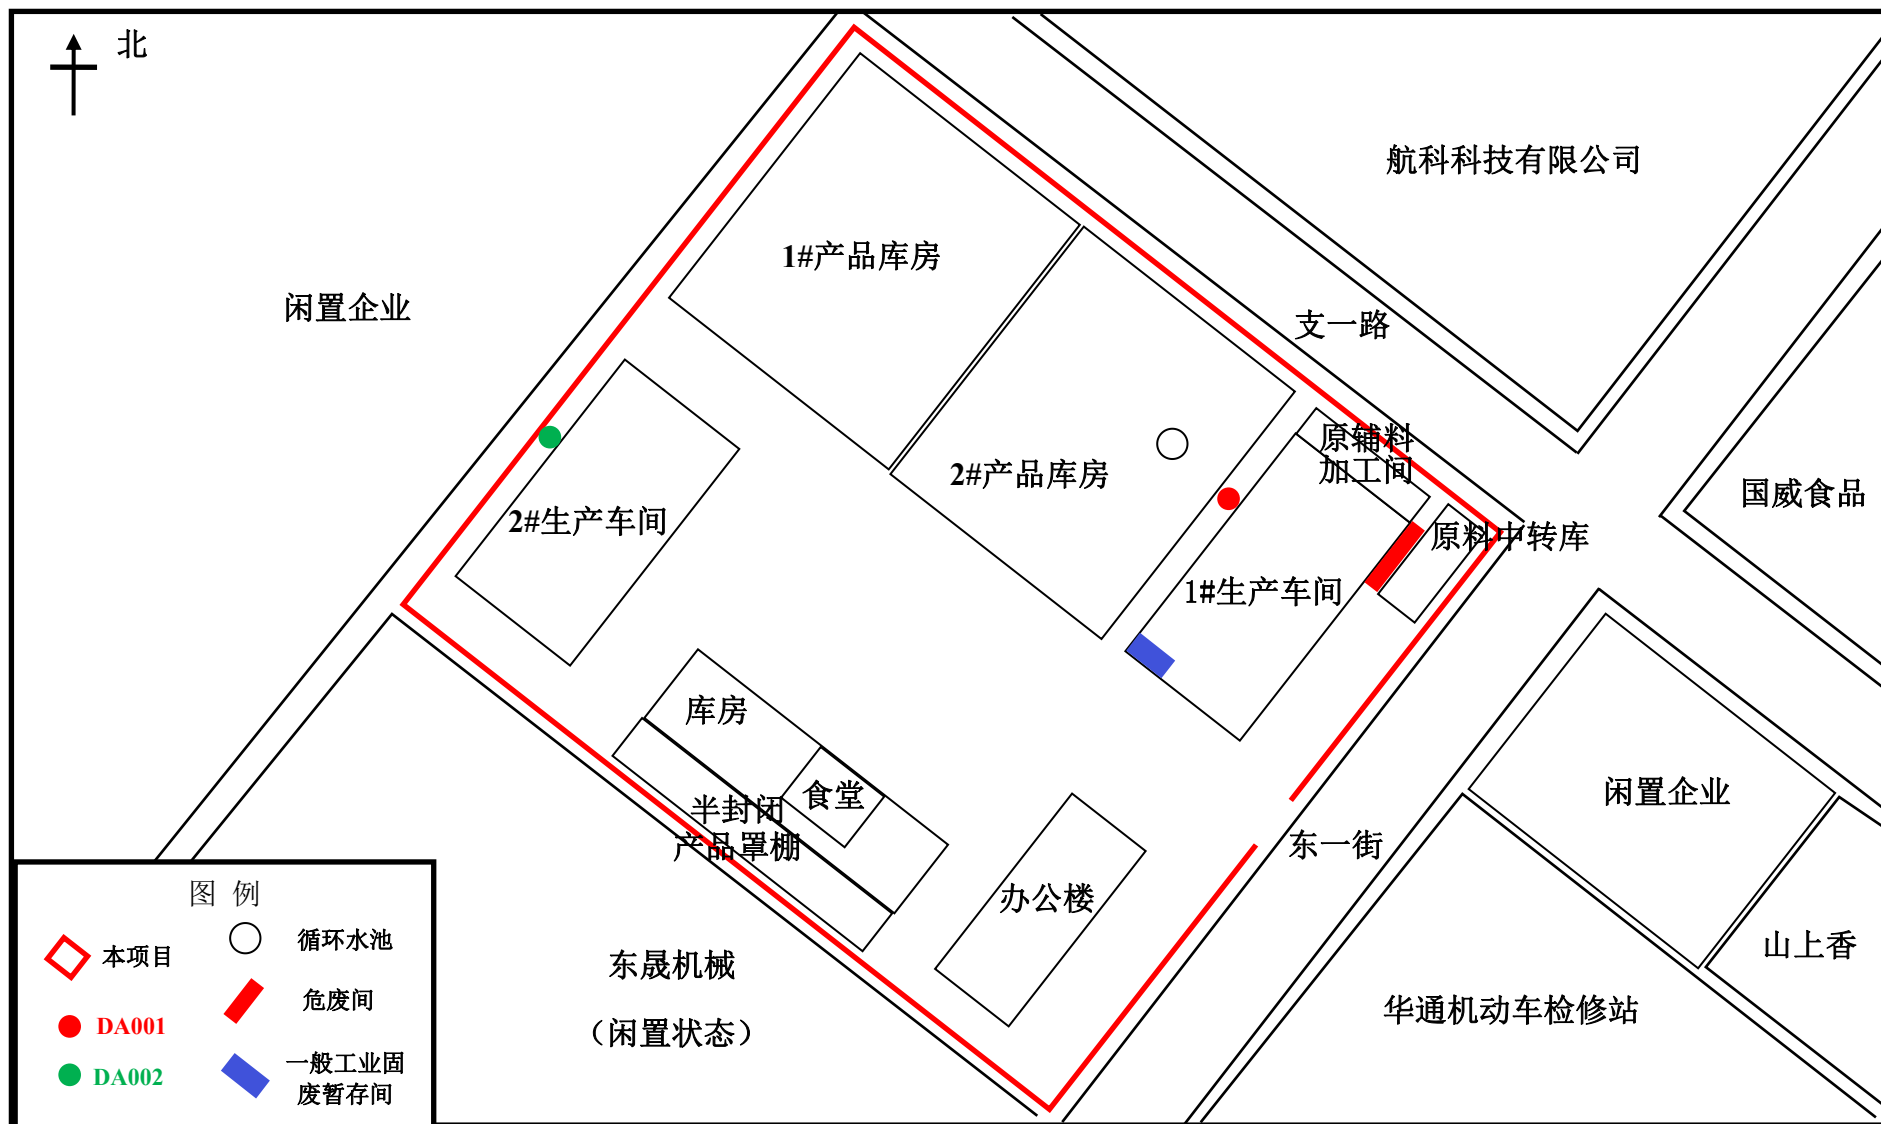 北
航科科技有限公司
1#产品库房
闲置企业
支一路
原辅料
加工间
2#产品库房
国威食品
2#生产车间
原料中转库
1#生产车间
库房
食堂
半封闭
产品罩棚
闲置企业
东一街
办公楼
山上香
东晟机械
（闲置状态）
华通机动车检修站
图 例
本项目
循环水池
危废间
DA001
DA002
一般工业固
废暂存间